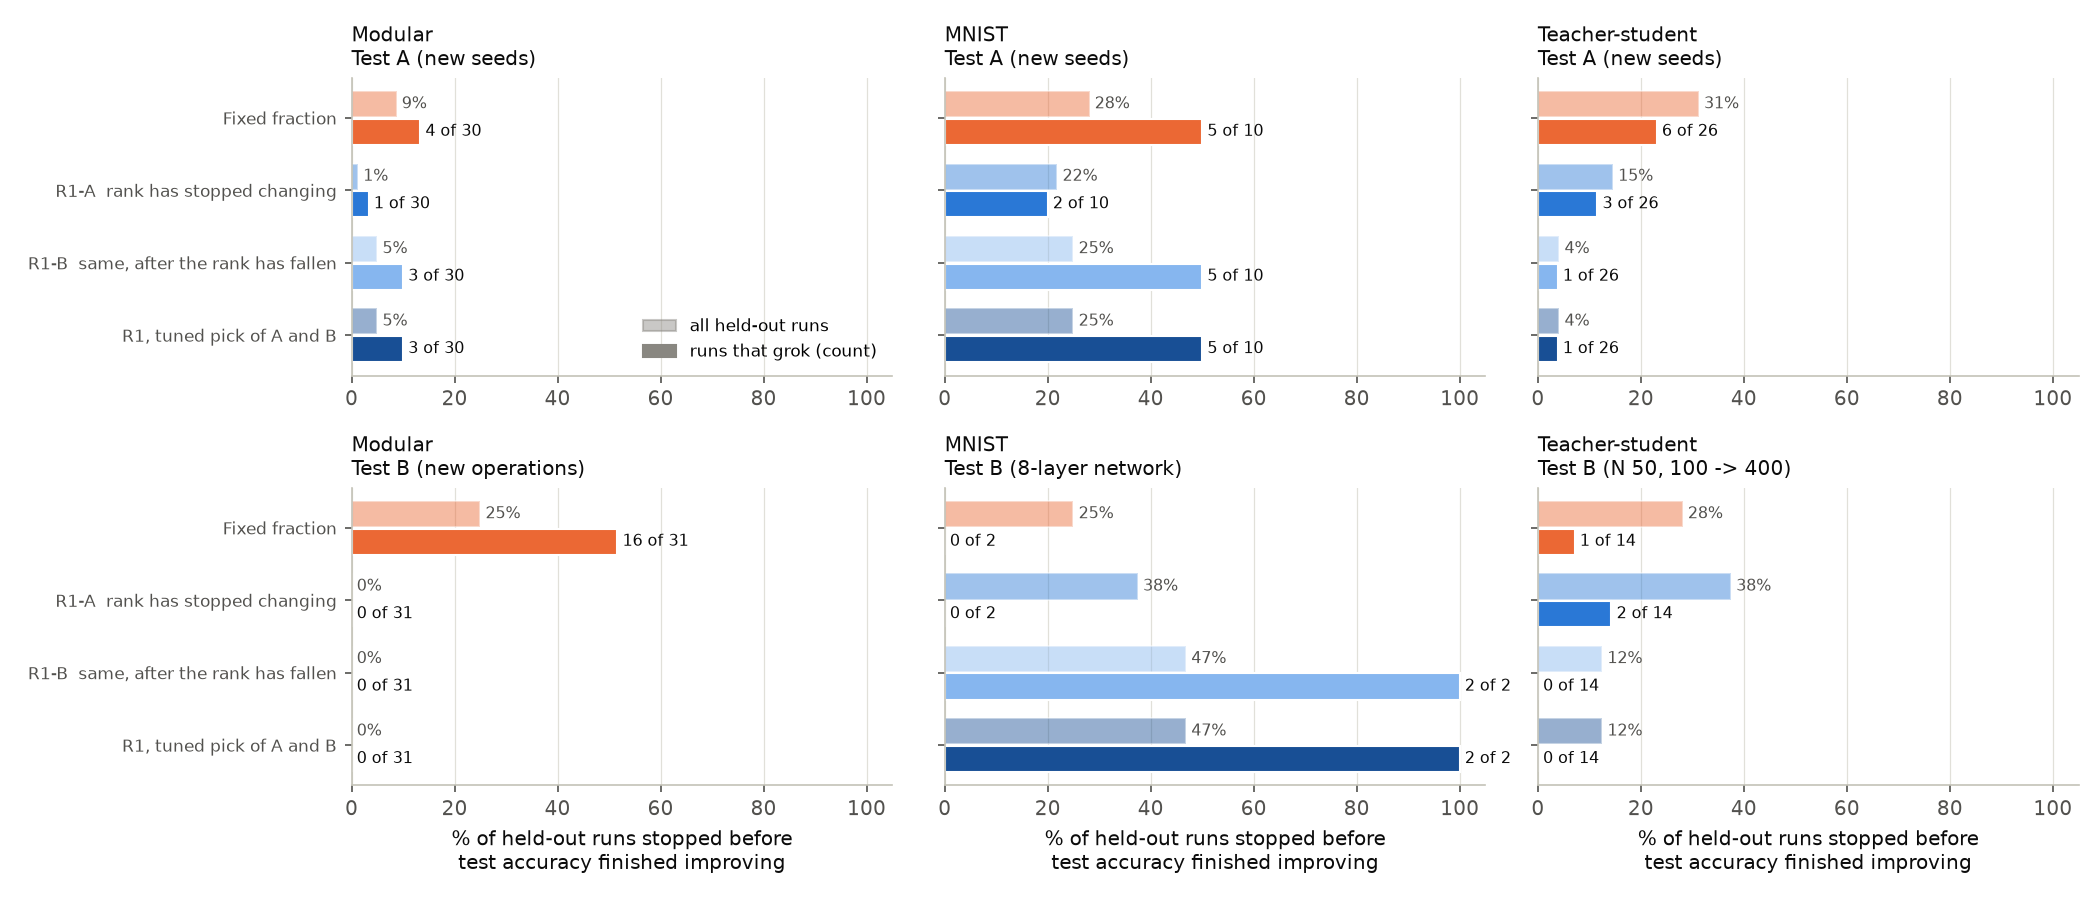 Modular
Test A (new seeds)
Fixed fraction
9%
4 of 30
R1-A  rank has stopped changing
1%
1 of 30
R1-B  same, after the rank has fallen
5%
3 of 30
R1, tuned pick of A and B
5%
3 of 30
all held-out runs
runs that grok (count)
0 20 40 60 80 100
MNIST
Test A (new seeds)
28%
5 of 10
22%
2 of 10
25%
5 of 10
25%
5 of 10
0 20 40 60 80 100
Teacher-student
Test A (new seeds)
31%
6 of 26
15%
3 of 26
4%
1 of 26
4%
1 of 26
0 20 40 60 80 100
Modular
Test B (new operations)
Fixed fraction
25%
16 of 31
R1-A  rank has stopped changing
0%
0 of 31
R1-B  same, after the rank has fallen
0%
0 of 31
R1, tuned pick of A and B
0%
0 of 31
0 20 40 60 80 100
% of held-out runs stopped before
test accuracy finished improving
MNIST
Test B (8-layer network)
25%
0 of 2
38%
0 of 2
47%
2 of 2
47%
2 of 2
0 20 40 60 80 100
% of held-out runs stopped before
test accuracy finished improving
Teacher-student
Test B (N 50, 100 -> 400)
28%
1 of 14
38%
2 of 14
12%
0 of 14
12%
0 of 14
0 20 40 60 80 100
% of held-out runs stopped before
test accuracy finished improving